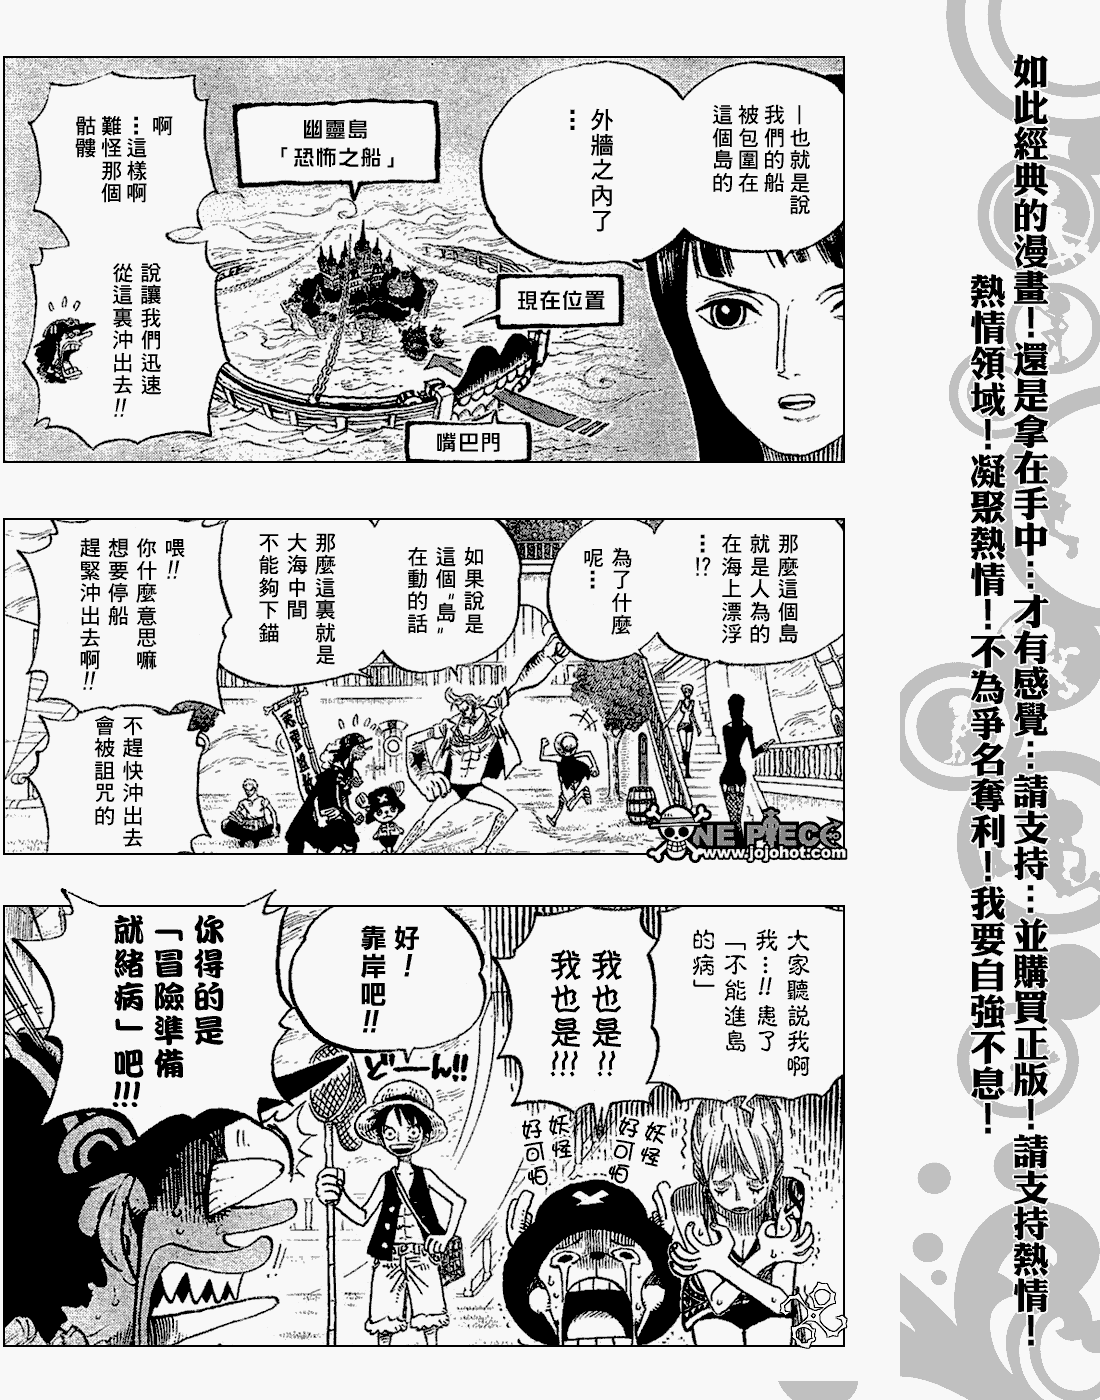 —也就是說
我們的船
被包圍在
這個島的
外牆之內了
…
幽靈島
「恐怖之船」
現在位置
嘴巴門
啊
…這樣啊
難怪那個
骷髏
說讓我們迅速
從這裏沖出去!!
那麼這個島
就是人為的
在海上漂浮
…!?
為了什麼
呢…
如果說是
這個"島"
在動的話
那麼這裏就是
大海中間
不能夠下錨
喂!!
你什麼意思嘛
想要停船
趕緊沖出去啊!!
不趕快沖出去
會被詛咒的
ONE PIECE
www.jojohot.com
大家聽説我啊
我…!!患了
「不能進島
的病」
我也是!!
我也是!!!
妖怪
好可怕
妖怪
好可怕
好！
靠岸吧!!
どーーん!!
你得的是
「冒險準備
就緒病」吧!!!
如此經典的漫畫！還是拿在手中…才有感覺…請支持…並購買正版！請支持熱情！
熱情領域！凝聚熱情！不為爭名奪利！我要自強不息！